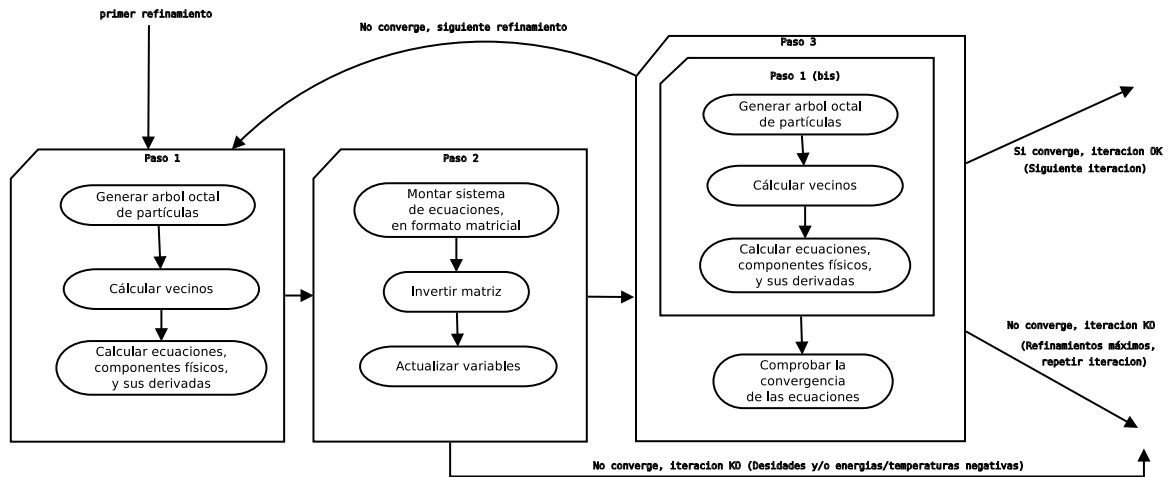 primer refinamiento
No converge, siguiente refinamiento
Paso 1
Generar arbol octal
de partículas
Cálcular vecinos
Calcular ecuaciones,
componentes físicos,
y sus derivadas
Paso 2
Montar sistema
de ecuaciones,
en formato matricial
Invertir matriz
Actualizar variables
Paso 3
Paso 1 (bis)
Generar arbol octal
de partículas
Cálcular vecinos
Calcular ecuaciones,
componentes físicos,
y sus derivadas
Comprobar la
convergencia
de las ecuaciones
Si converge, iteracion OK
(Siguiente iteracion)
No converge, iteracion KO
(Refinamientos máximos,
repetir iteracion)
No converge, iteracion KO (Desidades y/o energias/temperaturas negativas)